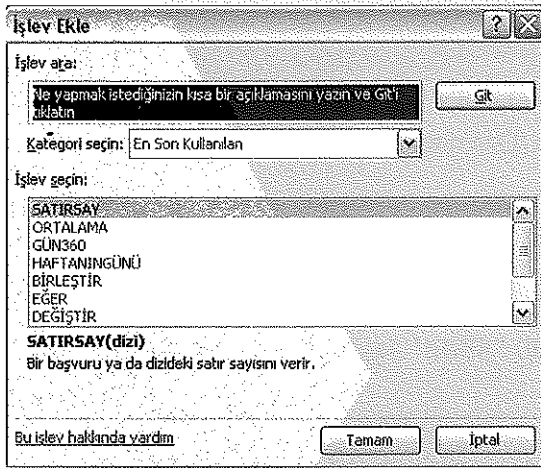 İşlev Ekle
İşlev ara:
Ne yapmak istediğinizin kısa bir açıklamasını yazın ve Git'i
tıklatın
Git
Kategori seçin: En Son Kullanılan
İşlev seçin:
SATIRSAY
ORTALAMA
GÜN360
HAFTANINGÜNÜ
BİRLEŞTİR
EĞER
DEĞİŞTİR
SATIRSAY(dizi)
Bir başvuru ya da dizideki satır sayısını verir.
Bu işlev hakkında yardım
Tamam
İptal